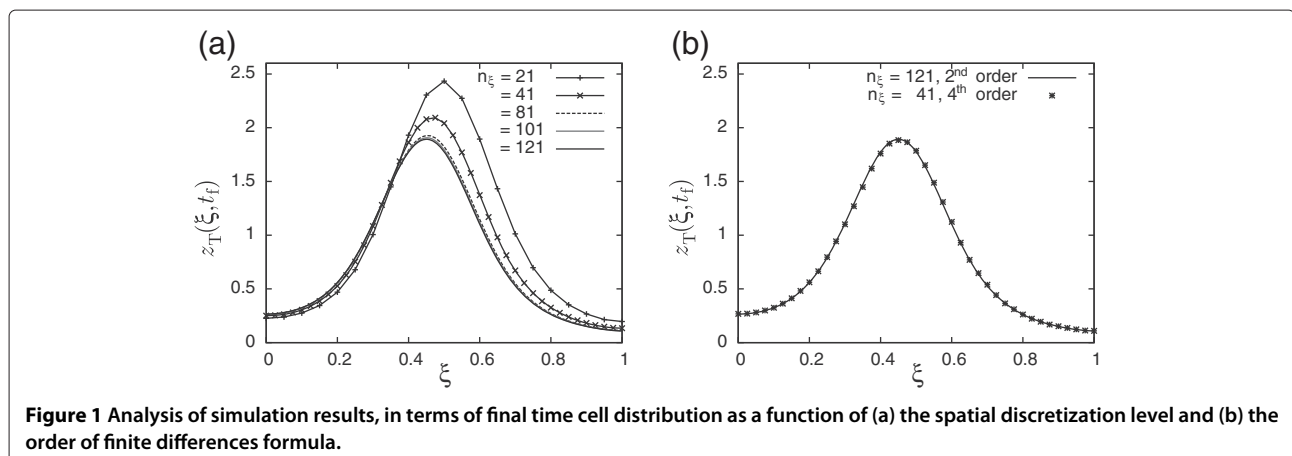 (a)
2.5
2
1.5
1
0.5
0
0 0.2 0.4 0.6 0.8 1
z_T(ξ, t_f)
ξ
n_ξ = 21
= 41
= 81
= 101
= 121
(b)
2.5
2
1.5
1
0.5
0
0 0.2 0.4 0.6 0.8 1
z_T(ξ, t_f)
ξ
n_ξ = 121, 2nd order
n_ξ = 41, 4th order
Figure 1 Analysis of simulation results, in terms of final time cell distribution as a function of (a) the spatial discretization level and (b) the
order of finite differences formula.